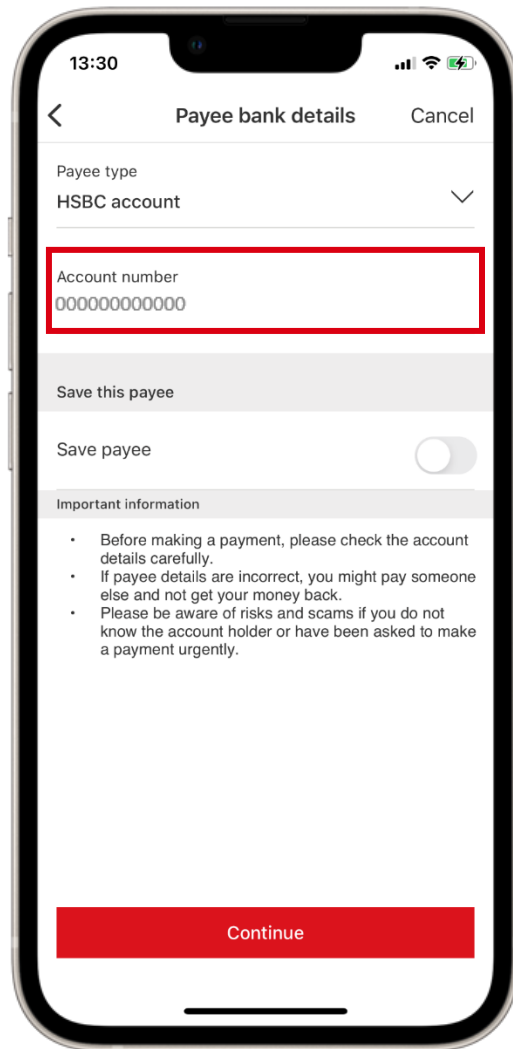 13:30
Payee bank details
Cancel
Payee type
HSBC account
Account number
000000000000
Save this payee
Save payee
Important information
• Before making a payment, please check the account
details carefully.
• If payee details are incorrect, you might pay someone
else and not get your money back.
• Please be aware of risks and scams if you do not
know the account holder or have been asked to make
a payment urgently.
Continue